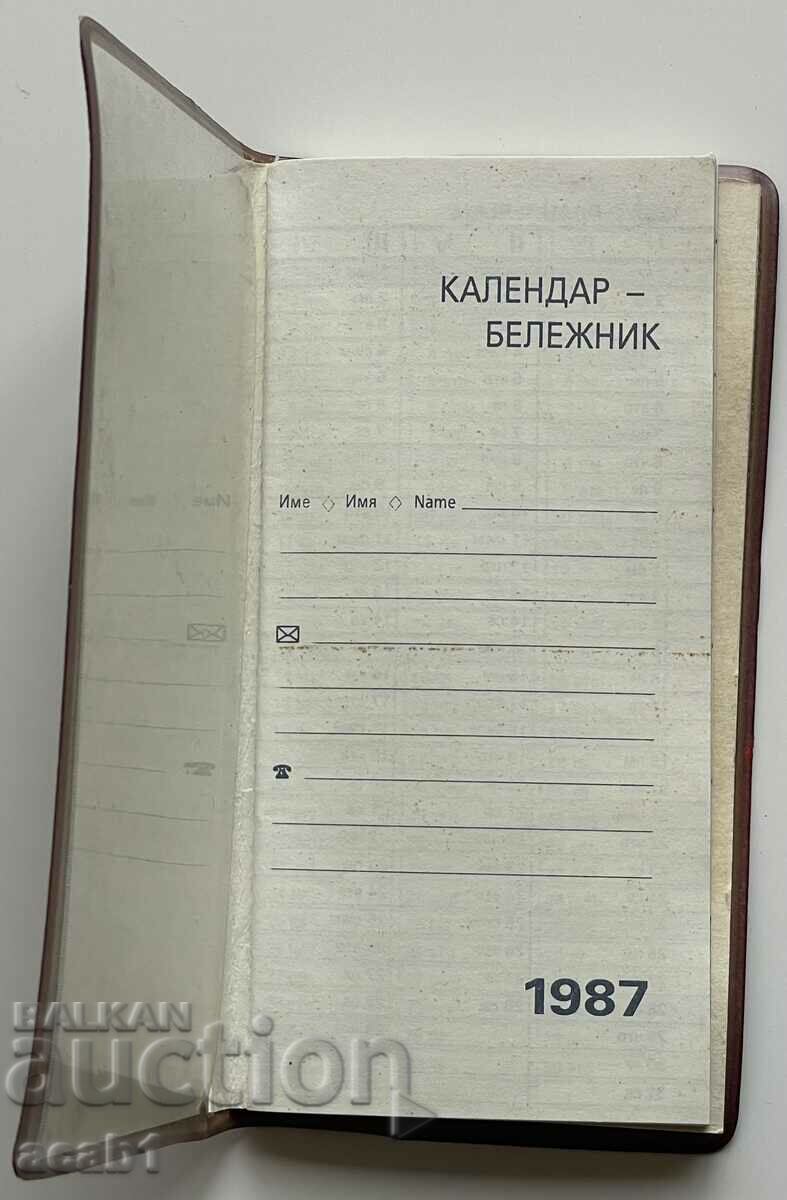 КАЛЕНДАР –
БЕЛЕЖНИК
Име ◇ Имя ◇ Name
1987
BALKAN
auction
acab1